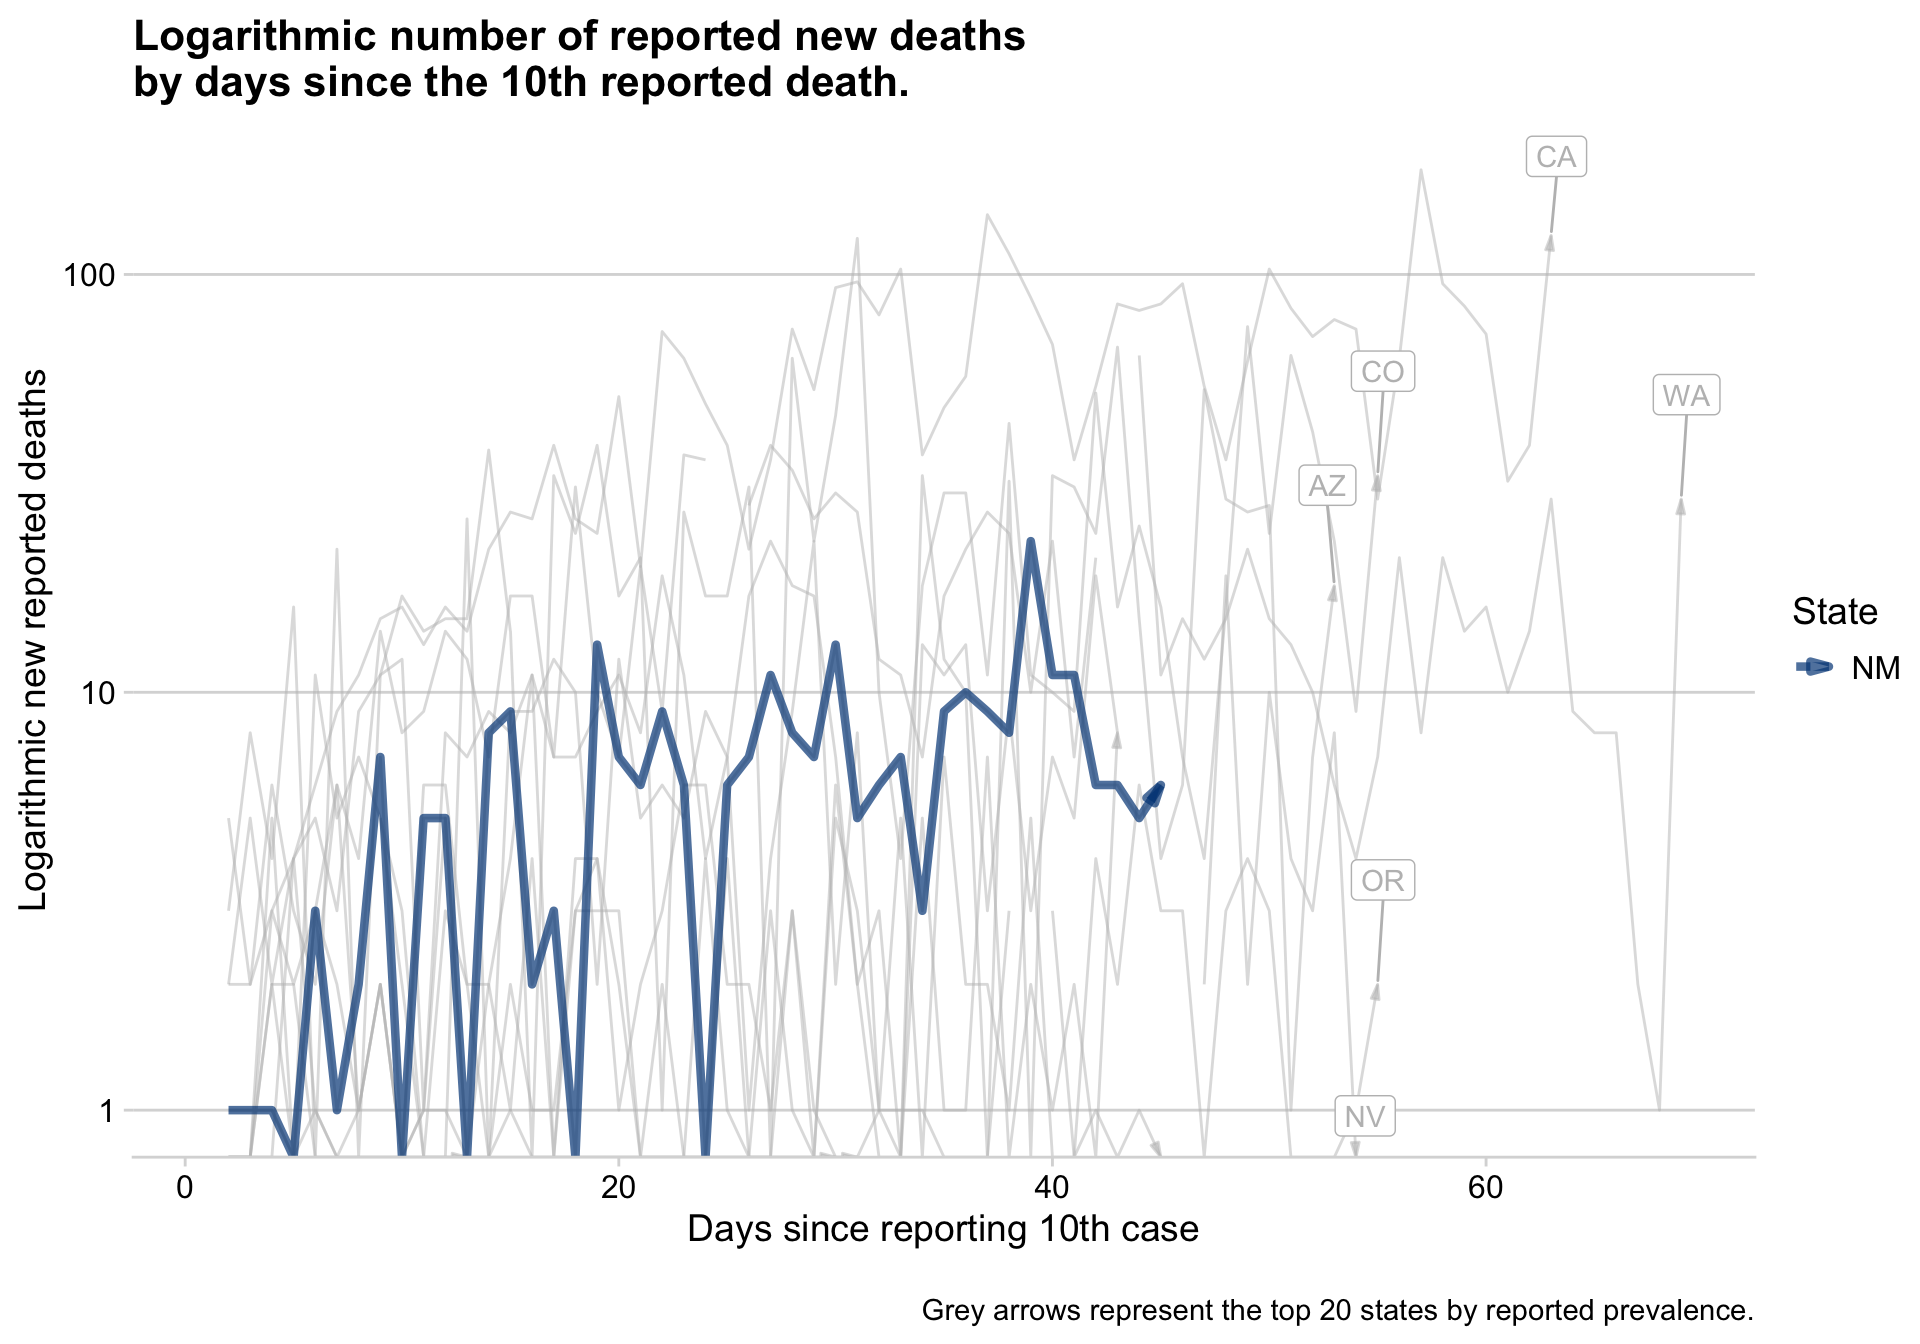 Logarithmic number of reported new deaths
by days since the 10th reported death.
CA
100
CO
WA
AZ
Logarithmic new reported deaths
State
NM
10
OR
1
NV
0
20
40
60
Days since reporting 10th case
Grey arrows represent the top 20 states by reported prevalence.